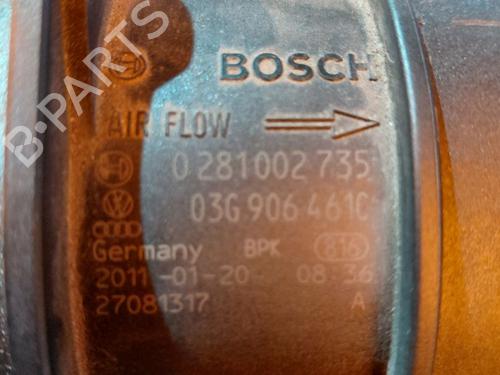 B-PARTS
BOSCH
AIR FLOW
0 281 002 735
03G 906 461C
Germany BPK 816
2011-01-20 08:36
27081317 A